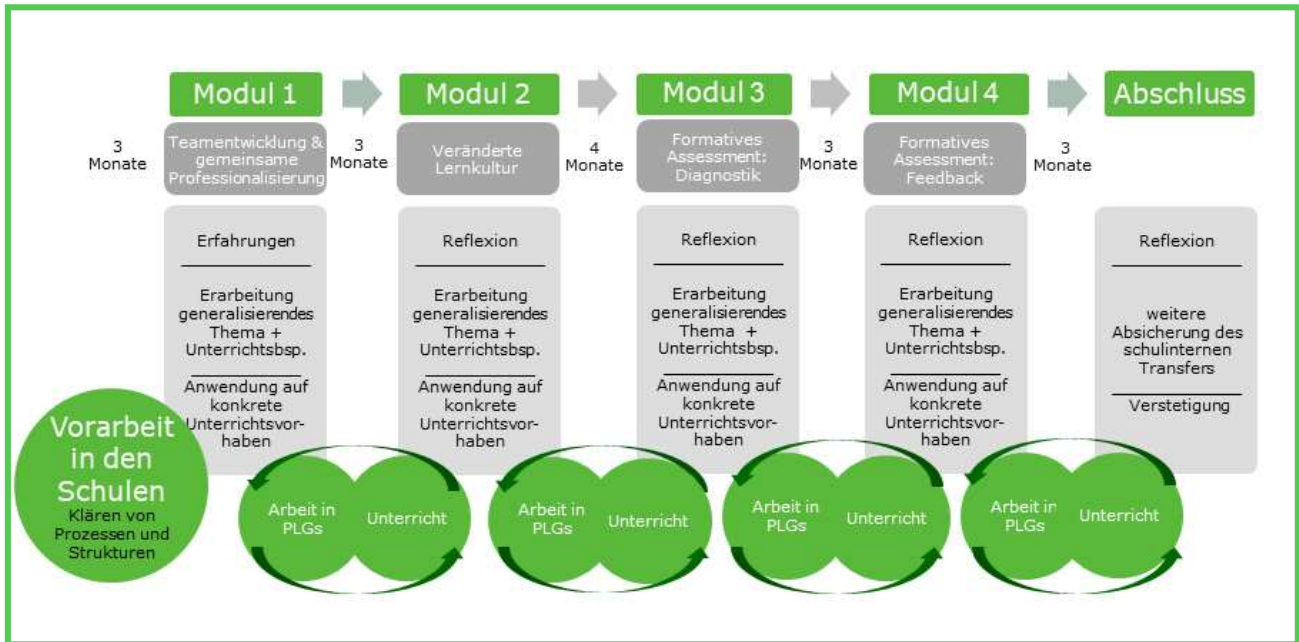 Modul 1
Modul 2
Modul 3
Modul 4
Abschluss
3
Monate
Teamentwicklung &
gemeinsame
Professionalisierung
3
Monate
Veränderte
Lernkultur
4
Monate
Formatives
Assessment:
Diagnostik
3
Monate
Formatives
Assessment:
Feedback
3
Monate
Erfahrungen
Erarbeitung
generalisierendes
Thema +
Unterrichtsbsp.
Anwendung auf
konkrete
Unterrichtsvor-
haben
Reflexion
Erarbeitung
generalisierendes
Thema +
Unterrichtsbsp.
Anwendung auf
konkrete
Unterrichtsvor-
haben
Reflexion
Erarbeitung
generalisierendes
Thema +
Unterrichtsbsp.
Anwendung auf
konkrete
Unterrichtsvor-
haben
Reflexion
Erarbeitung
generalisierendes
Thema +
Unterrichtsbsp.
Anwendung auf
konkrete
Unterrichtsvor-
haben
Reflexion
weitere
Absicherung des
schulinternen
Transfers
Verstetigung
Vorarbeit
in den
Schulen
Klären von
Prozessen und
Strukturen
Arbeit in
PLGs
Unterricht
Arbeit in
PLGs
Unterricht
Arbeit in
PLGs
Unterricht
Arbeit in
PLGs
Unterricht